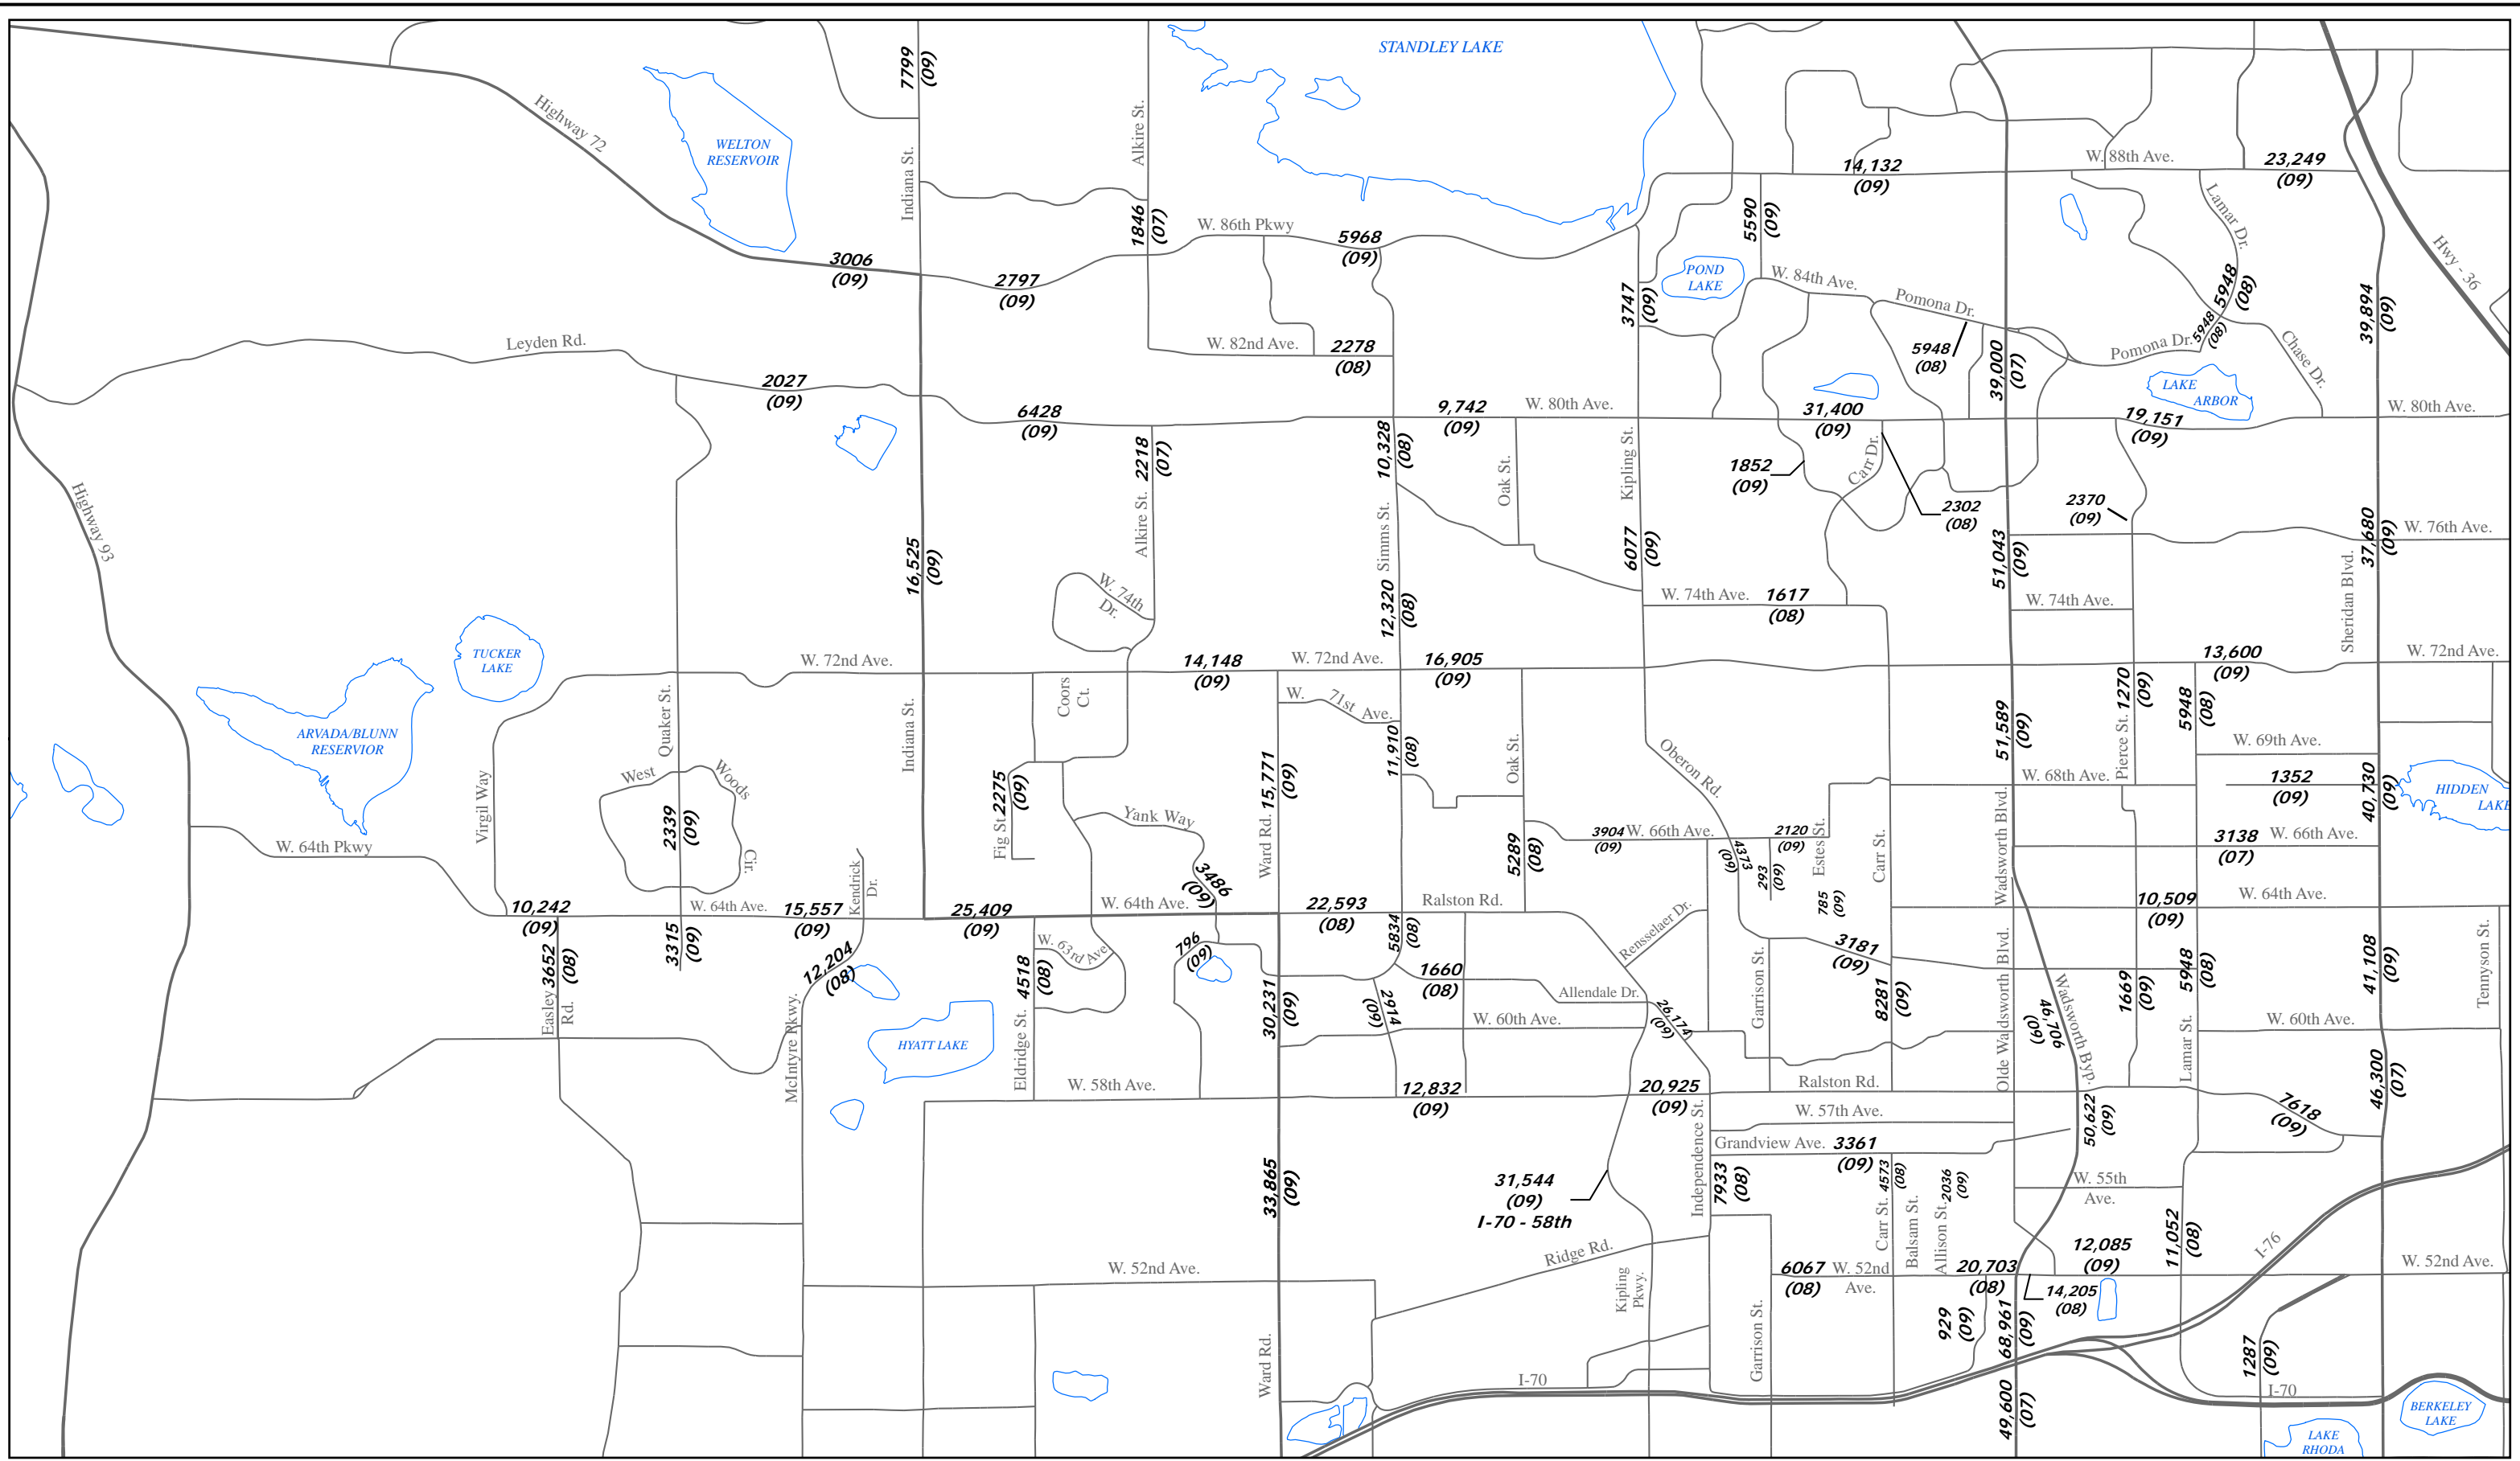 STANDLEY LAKE
7799
(09)
Highway 72
WELTON
RESERVOIR
Indiana St.
Alkire St.
1846
(07)
W. 86th Pkwy
5968
(09)
14,132
(09)
W. 88th Ave.
23,249
(09)
5590
(09)
Lamar Dr.
Hwy - 36
3006
(09)
2797
(09)
3747
(09)
POND
LAKE
W. 84th Ave.
Pomona Dr.
5948
(08)
39,000
(07)
Pomona Dr.
5948
(08)
5948
(08)
Chase Dr.
39,894
(09)
Leyden Rd.
W. 82nd Ave.
2278
(08)
2027
(09)
LAKE
ARBOR
6428
(09)
9,742
(09)
W. 80th Ave.
31,400
(09)
19,151
(09)
W. 80th Ave.
2218
(07)
Alkire St.
10,328
(08)
Simms St.
Oak St.
Kipling St.
1852
(09)
Carr Dr.
2302
(08)
2370
(09)
W. 76th Ave.
37,680
(09)
Highway 93
16,525
(09)
6077
(09)
51,043
(09)
Sheridan Blvd.
W. 74th
Dr.
12,320
(08)
W. 74th Ave.
1617
(08)
W. 74th Ave.
TUCKER
LAKE
W. 72nd Ave.
14,148
(09)
W. 72nd Ave.
16,905
(09)
13,600
(09)
W. 72nd Ave.
ARVADA/BLUNN
RESERVIOR
Quaker St.
Indiana St.
Coors
Ct.
W. 71st Ave.
11,910
(08)
Oak St.
Oberon Rd.
51,589
(09)
Pierce St.
1270
(09)
5948
(08)
W. 69th Ave.
Virgil Way
West Woods Cir.
2339
(09)
Fig St.
2275
(09)
Yank Way
Ward Rd.
15,771
(09)
W. 68th Ave.
1352
(09)
40,730
(09)
HIDDEN
LAKE
W. 64th Pkwy
Kendrick
Dr.
3486
(09)
5289
(08)
3904
(09)
W. 66th Ave.
2120
(09)
4373
(09)
293
(09)
Estes St.
785
(09)
Carr St.
Wadsworth Blvd.
3138
(07)
W. 66th Ave.
10,242
(09)
W. 64th Ave.
15,557
(09)
25,409
(09)
W. 64th Ave.
22,593
(08)
Ralston Rd.
Rensselaer Dr.
10,509
(09)
W. 64th Ave.
3652
(08)
Easley
Rd.
3315
(09)
12,204
(08)
McIntyre Pkwy.
W. 63rd Ave.
4518
(08)
Eldridge St.
796
(09)
30,231
(09)
5834
(08)
1660
(08)
2914
(09)
Allendale Dr.
26,174
(09)
Garrison St.
3181
(09)
8281
(09)
Olde Wadsworth Blvd.
46,706
(09)
Wadsworth Byp.
1669
(09)
5948
(08)
Lamar St.
41,108
(09)
Tennyson St.
HYATT LAKE
W. 60th Ave.
W. 60th Ave.
W. 58th Ave.
12,832
(09)
20,925
(09)
Ralston Rd.
46,300
(07)
W. 57th Ave.
50,622
(09)
7618
(09)
Independence St.
Grandview Ave.
3361
(09)
33,865
(09)
31,544
(09)
I-70 - 58th
7933
(08)
4573
(08)
Carr St.
Balsam St.
2036
(09)
Allison St.
W. 55th
Ave.
11,052
(08)
I-76
Ridge Rd.
W. 52nd Ave.
Kipling
Pkwy.
6067
(08)
W. 52nd
Ave.
20,703
(08)
12,085
(09)
14,205
(08)
W. 52nd Ave.
Ward Rd.
Garrison St.
929
(09)
68,961
(09)
1287
(09)
I-70
49,600
(07)
I-70
BERKELEY
LAKE
LAKE
RHODA